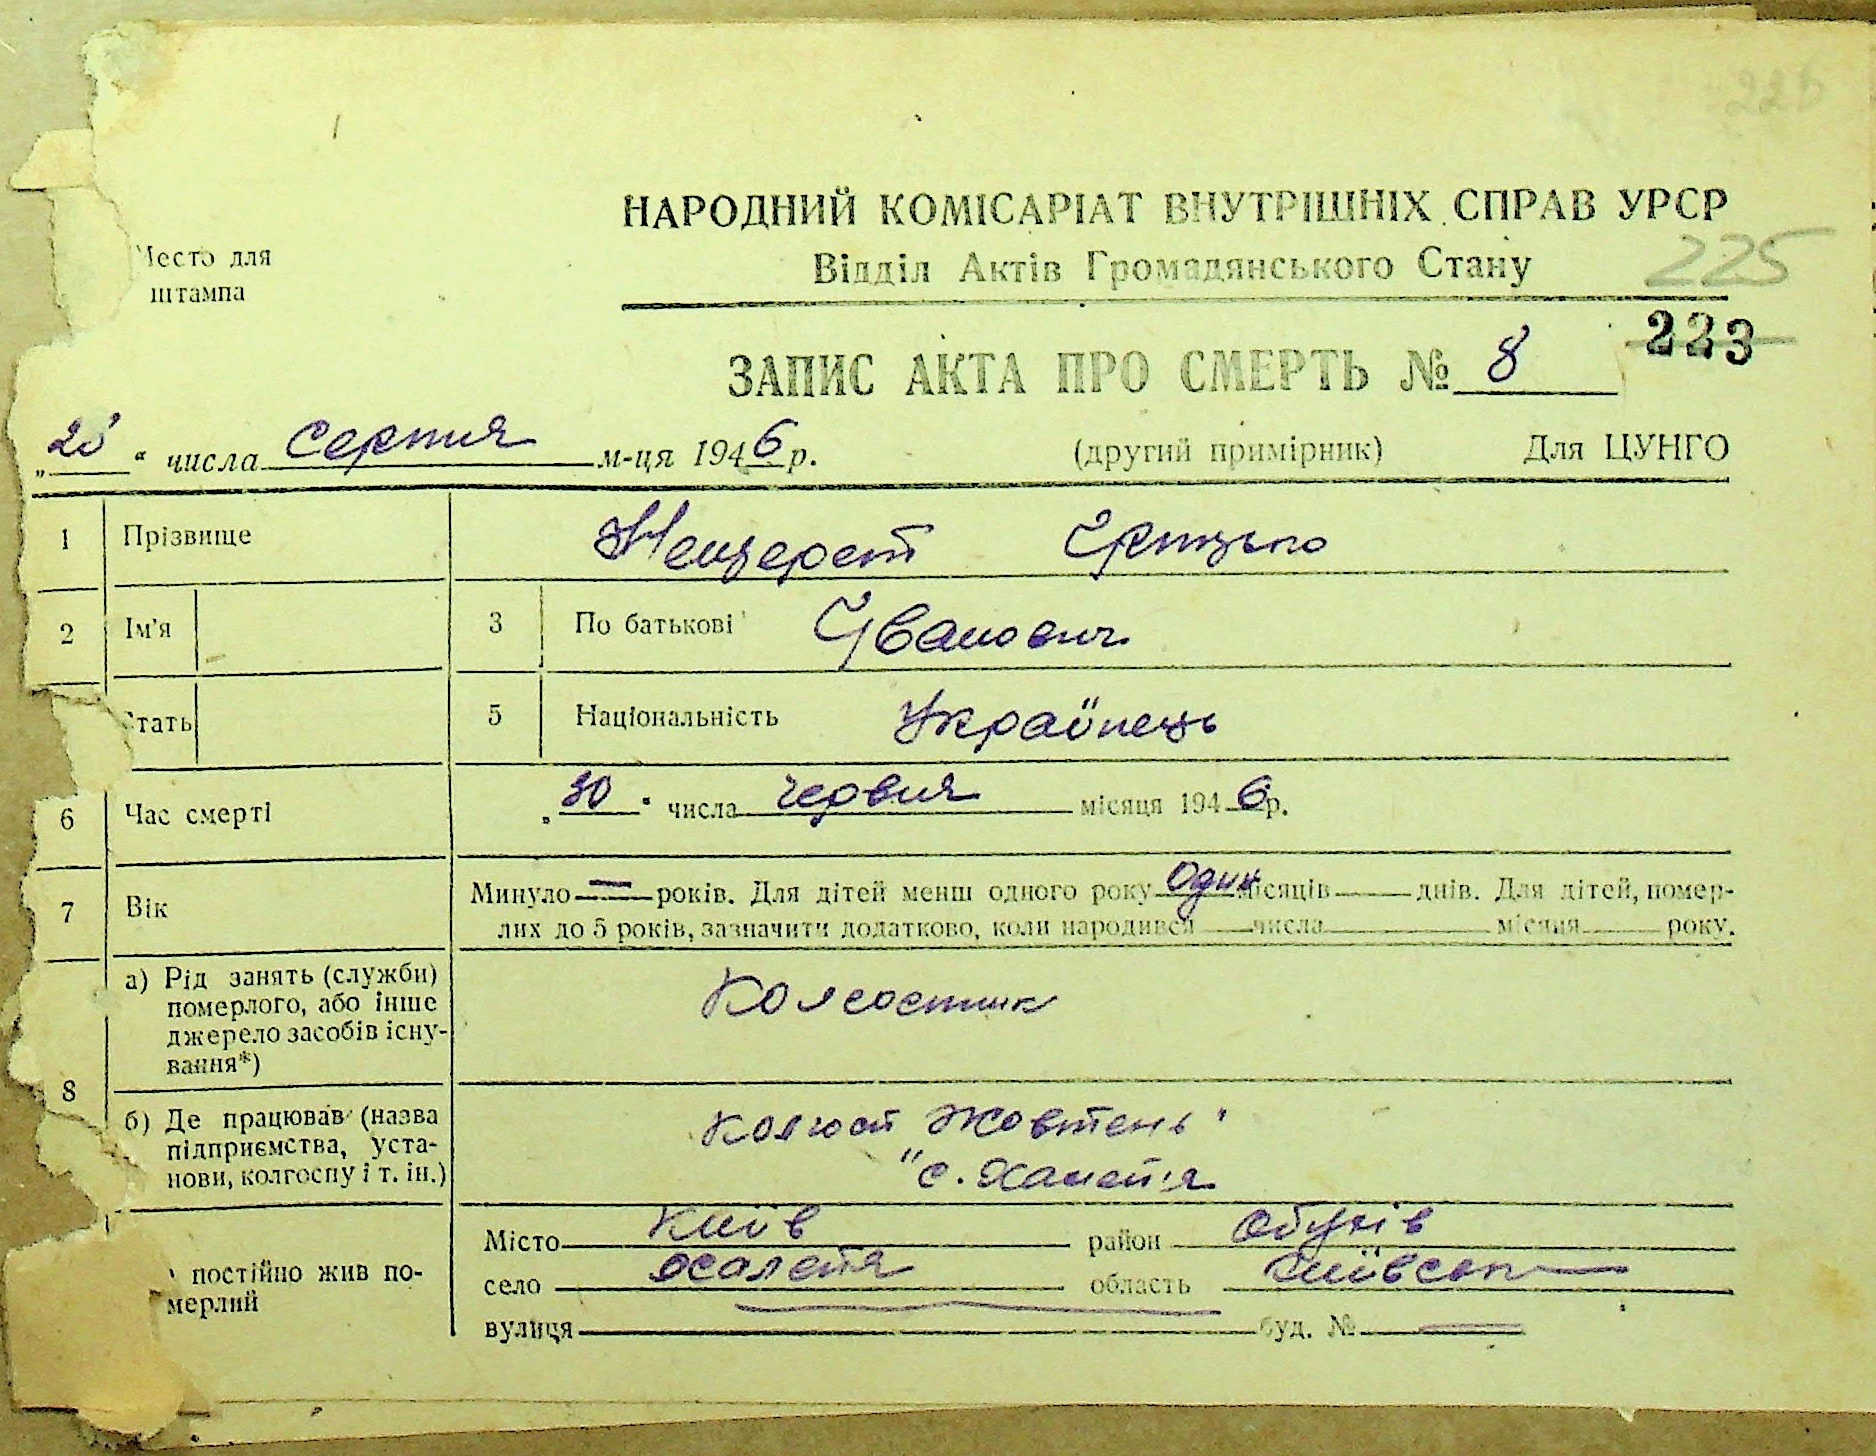 226
Место для
штампа
НАРОДНИЙ КОМІСАРІАТ ВНУТРІШНІХ СПРАВ УРСР
Відділ Актів Громадянського Стану
225
223
ЗАПИС АКТА ПРО СМЕРТЬ № 8
„ “ числа серпня м-ця 1946 р. (другий примірник) Для ЦУНГО
1 Прізвище Нещерет Грицько
2 Ім'я 3 По батькові Іванович
Стать 5 Національність Українець
6 Час смерті „30“ числа червня місяця 1946 р.
7 Вік Минуло — років. Для дітей менш одного року один місяців днів. Для дітей, помер-
лих до 5 років, зазначити додатково, коли народився числа місяця року.
8 а) Рід занять (служби)
померлого, або інше
джерело засобів існу-
вання*)
Колгоспник
б) Де працював (назва
підприємства, уста-
нови, колгоспу і т. ін.)
Колгосп Жовтень
с. Халеп'я
постійно жив по-
мерлий
Місто Київ район Обухів
село Халепя область Київськ
вулиця буд. № —